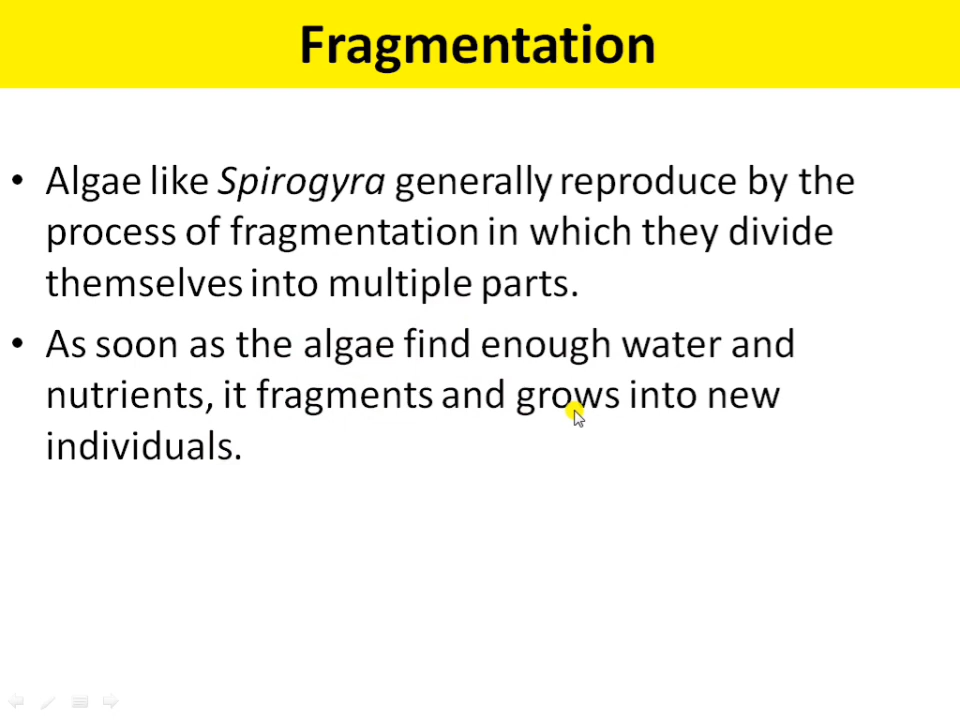 Fragmentation
• Algae like Spirogyra generally reproduce by the
process of fragmentation in which they divide
themselves into multiple parts.
• As soon as the algae find enough water and
nutrients, it fragments and grows into new
individuals.